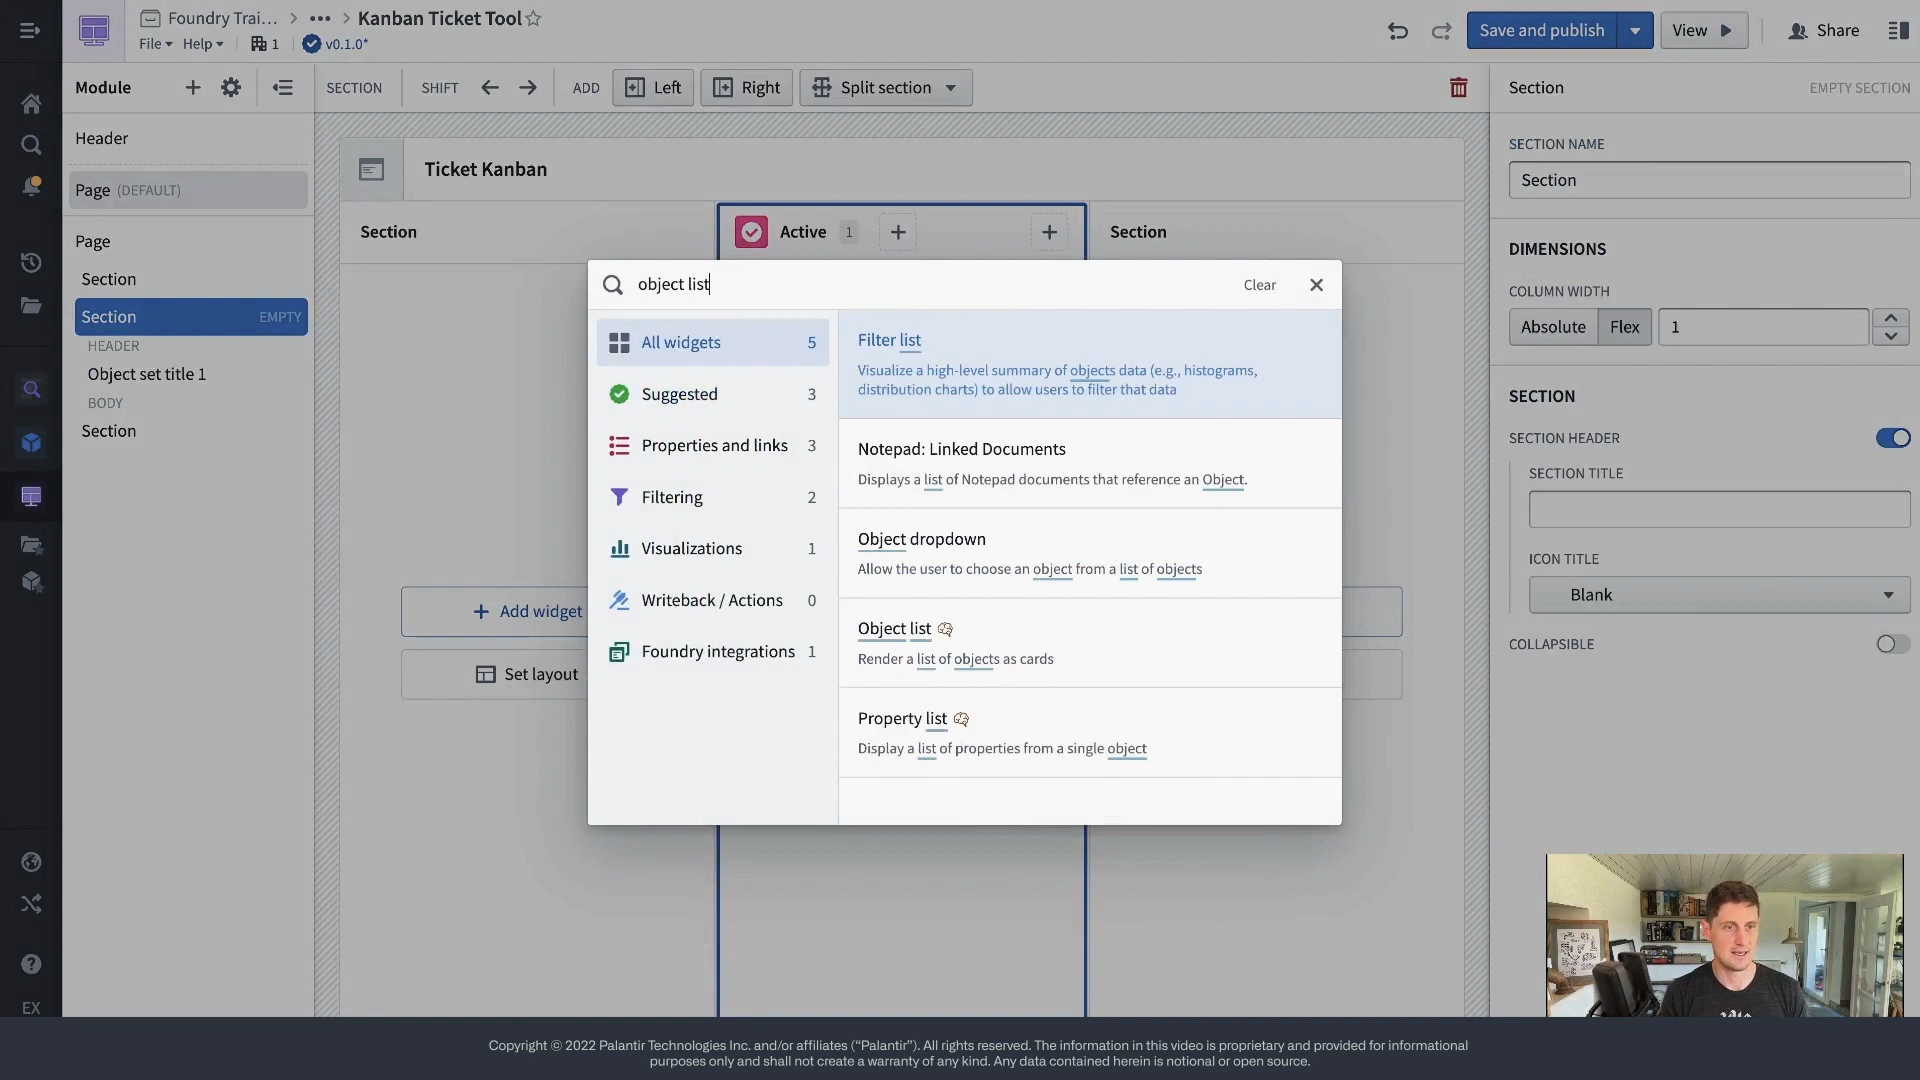 Foundry Trai… > ••• > Kanban Ticket Tool
File Help 1 v0.1.0*
Save and publish
View
Share
Module
SECTION
SHIFT
ADD
Left
Right
Split section
Section
EMPTY SECTION
Header
Page (DEFAULT)
Page
Section
Section EMPTY
HEADER
Object set title 1
BODY
Section
Ticket Kanban
Section
Active 1
Section
Add widget
Set layout
object list
Clear
All widgets 5
Suggested 3
Properties and links 3
Filtering 2
Visualizations 1
Writeback / Actions 0
Foundry integrations 1
Filter list
Visualize a high-level summary of objects data (e.g., histograms,
distribution charts) to allow users to filter that data
Notepad: Linked Documents
Displays a list of Notepad documents that reference an Object.
Object dropdown
Allow the user to choose an object from a list of objects
Object list
Render a list of objects as cards
Property list
Display a list of properties from a single object
SECTION NAME
Section
DIMENSIONS
COLUMN WIDTH
Absolute
Flex
1
SECTION
SECTION HEADER
SECTION TITLE
ICON TITLE
Blank
COLLAPSIBLE
EX
Copyright © 2022 Palantir Technologies Inc. and/or affiliates (“Palantir”). All rights reserved. The information in this video is proprietary and provided for informational
purposes only and shall not create a warranty of any kind. Any data contained herein is notional or open source.